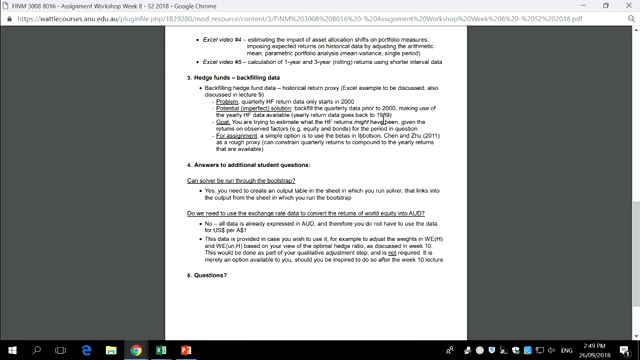 FINM 3008 8016 - Assignment Workshop Week 8 - S2 2018 - Google Chrome
https://wattlecourses.anu.edu.au/pluginfile.php/1829280/mod_resource/content/3/FINM%203008%208016%20-%20Assignment%20Workshop%20Week%208%20-%20S2%202018.pdf
• Excel video #4 – estimating the impact of asset allocation shifts on portfolio measures;
imposing expected returns on historical data by adjusting the arithmetic
mean; parametric portfolio analysis (mean-variance, single period)
• Excel video #5 – calculation of 1-year and 3-year (rolling) returns using shorter interval data
3. Hedge funds – backfilling data
• Backfilling hedge fund data – historical return proxy (Excel example to be discussed; also
discussed in lecture 9)
- Problem: quarterly HF return data only starts in 2000
- Potential (imperfect) solution: backfill the quarterly data prior to 2000, making use of
the yearly HF data available (yearly return data goes back to 1989)
- Goal: You are trying to estimate what the HF returns might have been, given the
returns on observed factors (e.g. equity and bonds) for the period in question
- For assignment: a simple option is to use the betas in Ibbotson, Chen and Zhu (2011)
as a rough proxy (can constrain quarterly returns to compound to the yearly returns
that are available)
4. Answers to additional student questions:
Can solver be run through the bootstrap?
• Yes: you need to create an output table in the sheet in which you run solver, that links into
the output from the sheet in which you run the bootstrap
Do we need to use the exchange rate data to convert the returns of world equity into AUD?
• No – all data is already expressed in AUD, and therefore you do not have to use the data
for US$ per A$1
• This data is provided in case you wish to use it, for example to adjust the weights in WE(H)
and WE(un,H) based on your view of the optimal hedge ratio, as discussed in week 10.
This would be done as part of your qualitative adjustment step, and is not required. It is
merely an option available to you, should you be inspired to do so after the week 10 lecture
5. Questions?
ENG
2:49 PM
26/09/2018